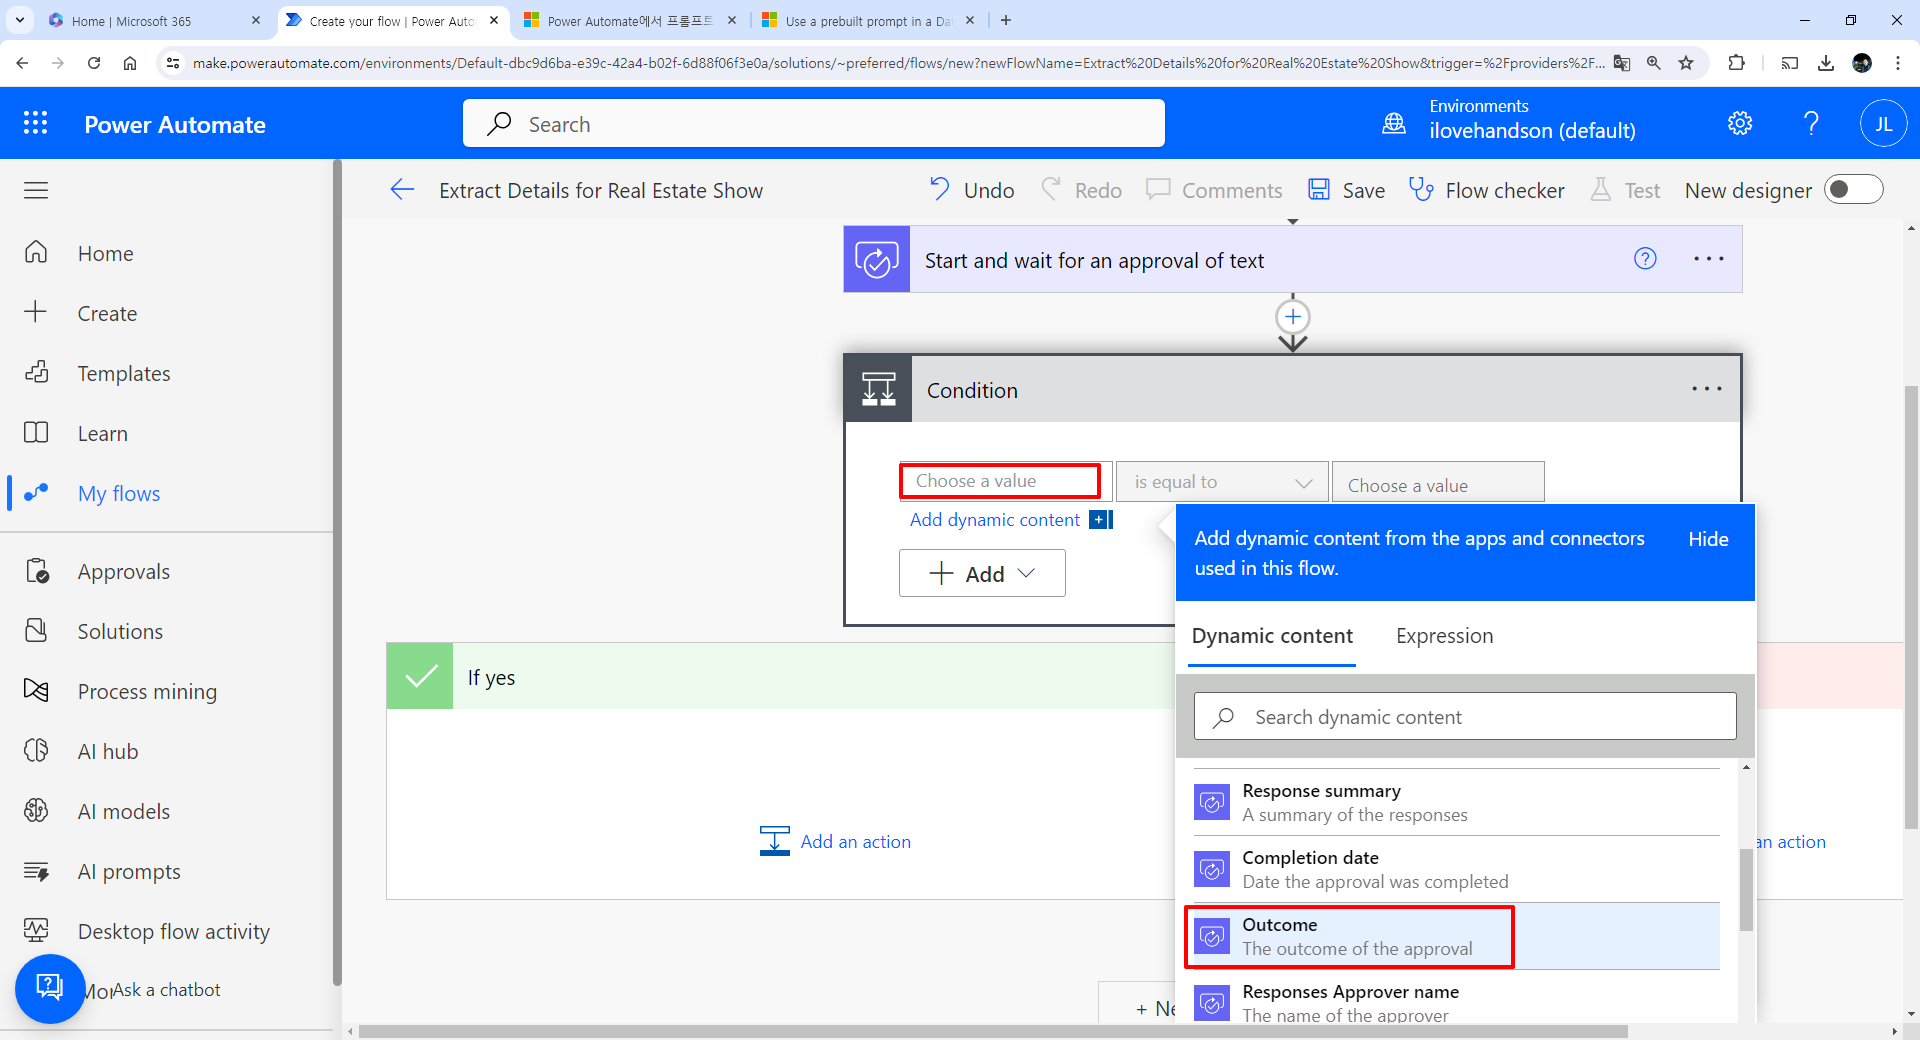 Home | Microsoft 365
Create your flow | Power Auto
Power Automate에서 프롬프트
Use a prebuilt prompt in a Da
make.powerautomate.com/environments/Default-dbc9d6ba-e39c-42a4-b02f-6d88f06f3e0a/solutions/~preferred/flows/new?newFlowName=Extract%20Details%20for%20Real%20Estate%20Show&trigger=%2Fproviders%2F...
Power Automate
Search
Environments
ilovehandson (default)
?
JL
Extract Details for Real Estate Show
Undo
Redo
Comments
Save
Flow checker
Test
New designer
Home
Create
Templates
Learn
My flows
Approvals
Solutions
Process mining
AI hub
AI models
AI prompts
Desktop flow activity
Ask a chatbot
Start and wait for an approval of text
Condition
Choose a value
is equal to
Choose a value
Add dynamic content
Add
Add dynamic content from the apps and connectors
used in this flow.
Hide
Dynamic content
Expression
Search dynamic content
Response summary
A summary of the responses
Completion date
Date the approval was completed
Outcome
The outcome of the approval
Responses Approver name
The name of the approver
If yes
Add an action
an action
+ Ne